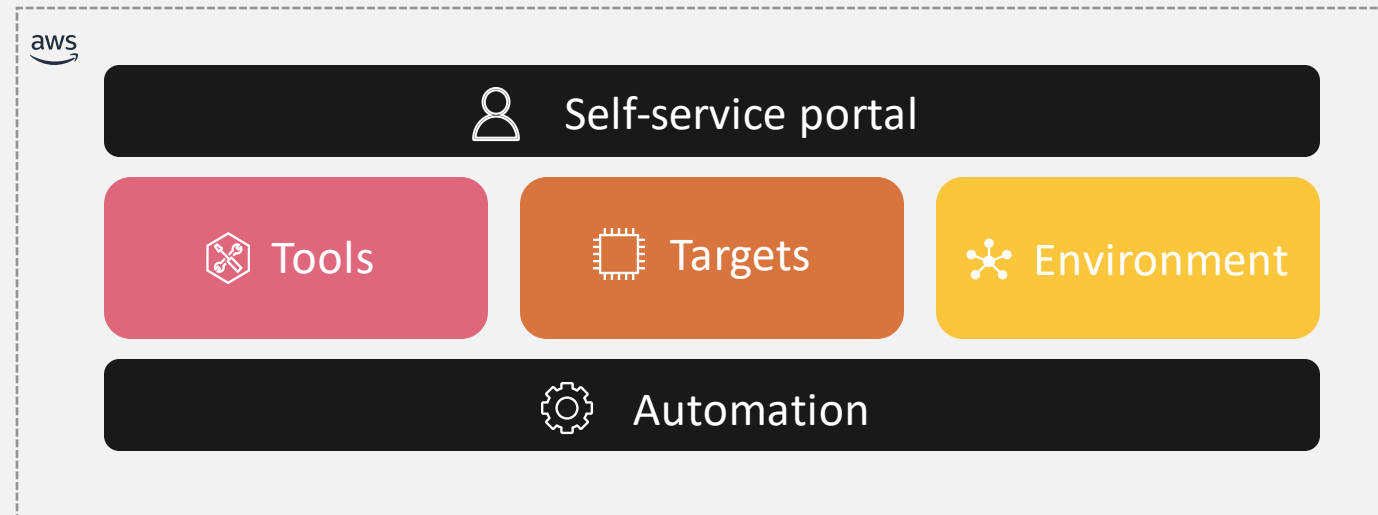 aws
Self-service portal
Tools
Targets
Environment
Automation